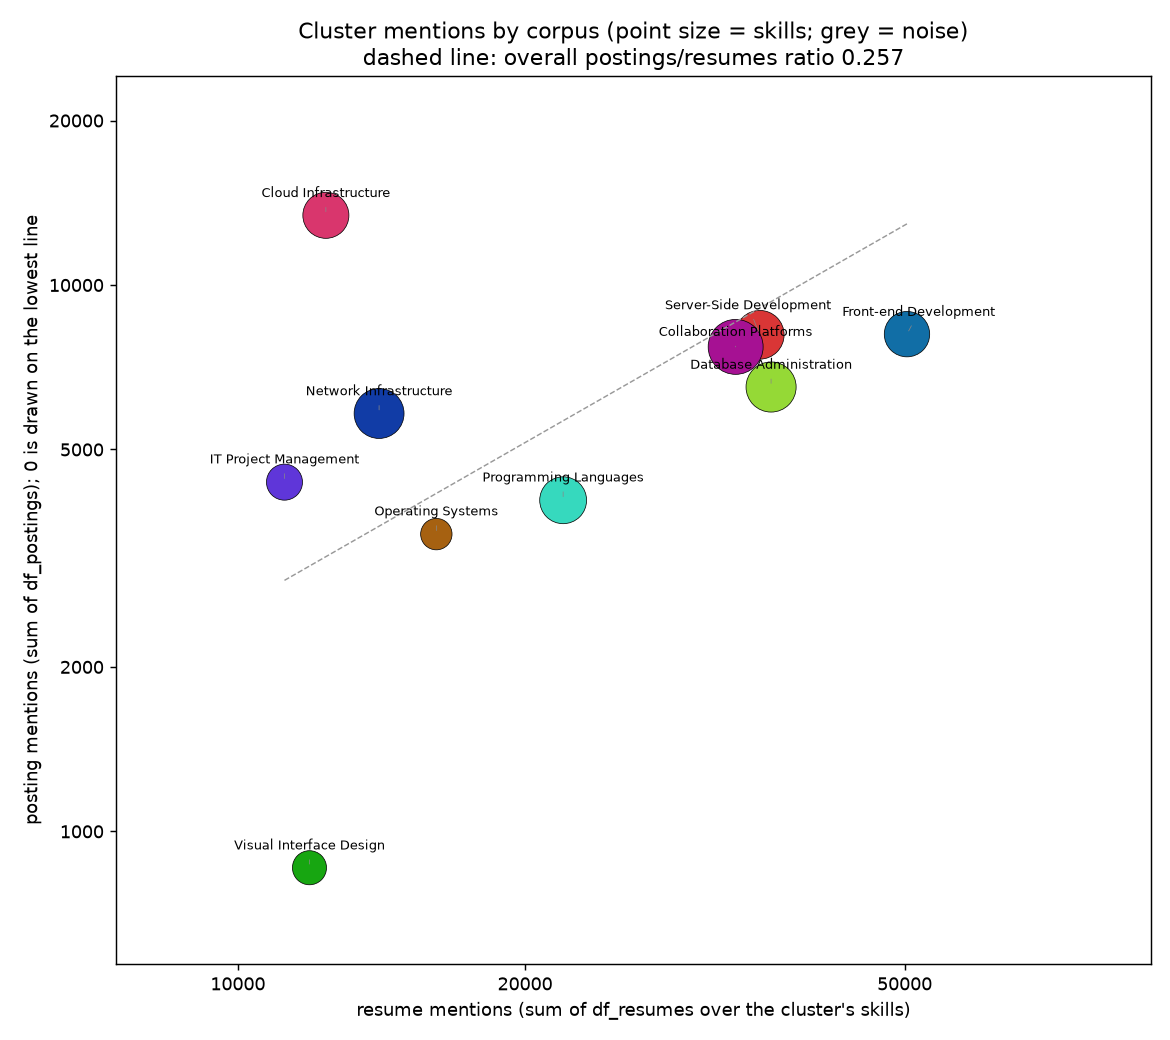 Cluster mentions by corpus (point size = skills; grey = noise)
dashed line: overall postings/resumes ratio 0.257
posting mentions (sum of df_postings); 0 is drawn on the lowest line
20000
10000
5000
2000
1000
Cloud Infrastructure
Server-Side Development
Front-end Development
Collaboration Platforms
Database Administration
Network Infrastructure
IT Project Management
Programming Languages
Operating Systems
Visual Interface Design
10000
20000
50000
resume mentions (sum of df_resumes over the cluster's skills)